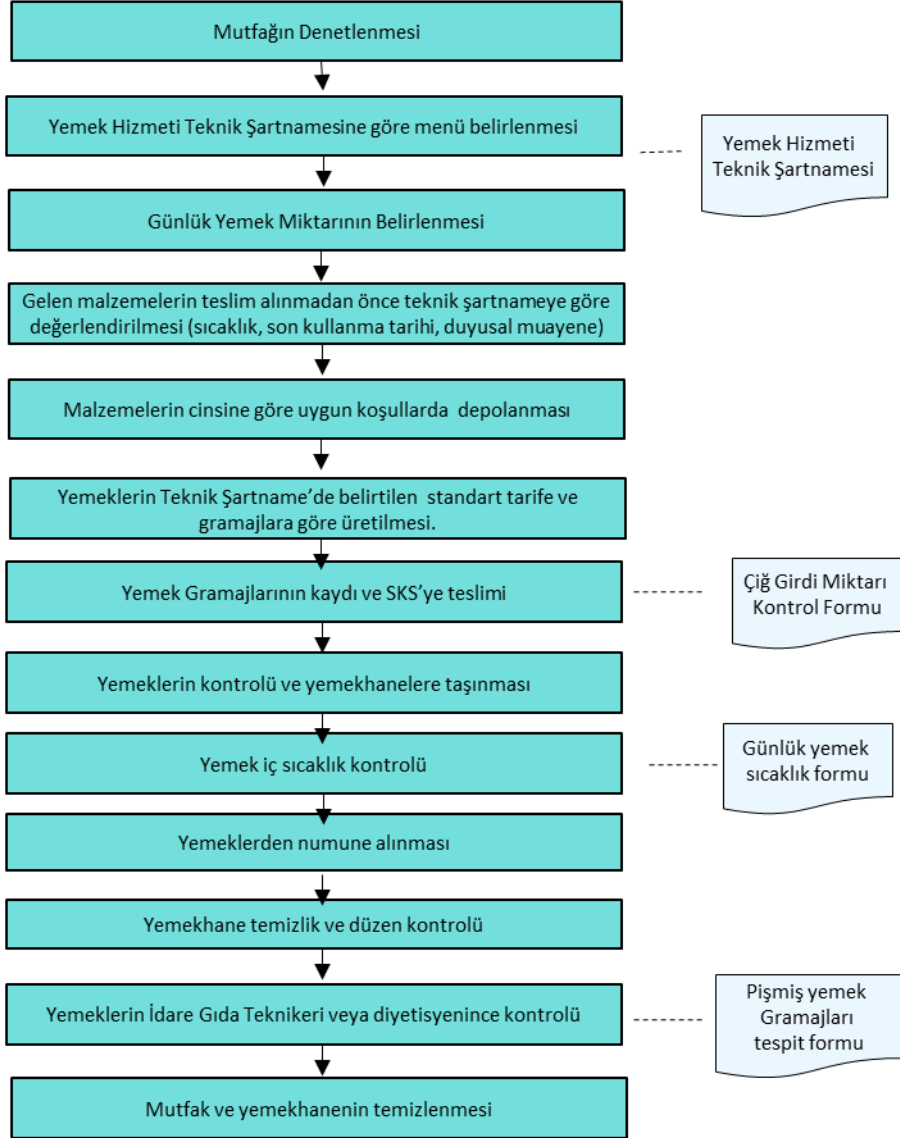 Mutfağın Denetlenmesi
Yemek Hizmeti Teknik Şartnamesine göre menü belirlenmesi
Yemek Hizmeti
Teknik Şartnamesi
Günlük Yemek Miktarının Belirlenmesi
Gelen malzemelerin teslim alınmadan önce teknik şartnameye göre
değerlendirilmesi (sıcaklık, son kullanma tarihi, duyusal muayene)
Malzemelerin cinsine göre uygun koşullarda depolanması
Yemeklerin Teknik Şartname’de belirtilen standart tarife ve
gramajlara göre üretilmesi.
Yemek Gramajlarının kaydı ve SKS’ye teslimi
Çiğ Girdi Miktarı
Kontrol Formu
Yemeklerin kontrolü ve yemekhanelere taşınması
Yemek iç sıcaklık kontrolü
Günlük yemek
sıcaklık formu
Yemeklerden numune alınması
Yemekhane temizlik ve düzen kontrolü
Yemeklerin İdare Gıda Teknikeri veya diyetisyenince kontrolü
Pişmiş yemek
Gramajları
tespit formu
Mutfak ve yemekhanenin temizlenmesi